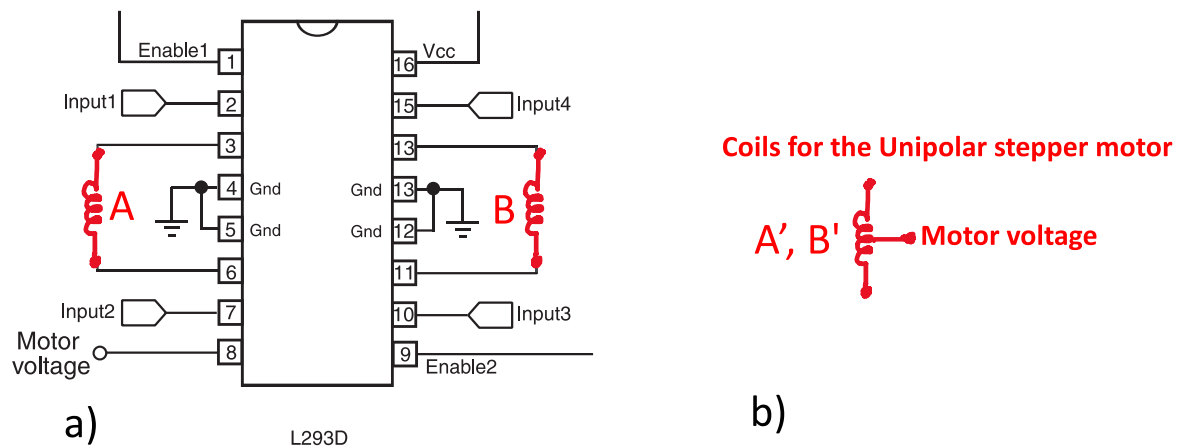 Enable1
1
16
Vcc
Input1
2
15
Input4
3
13
A
4
Gnd
Gnd
13
B
5
Gnd
Gnd
12
6
11
Input2
7
10
Input3
Motor
voltage
8
9
Enable2
a)
L293D
Coils for the Unipolar stepper motor
A’, B'
Motor voltage
b)